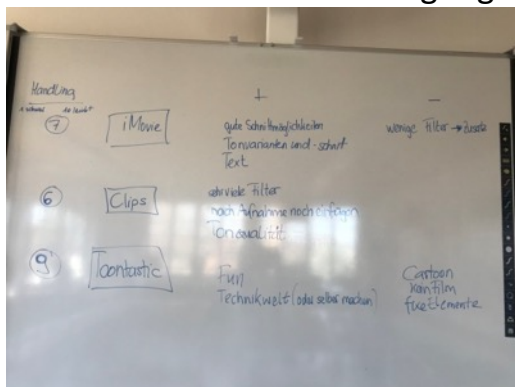 Handling
+
-
⑦
iMovie
gute Schnittmöglichkeiten
Tonvarianten und -schnitt
Text
wenige Filter → Zusatz
⑥
Clips
sehr viele Filter
nach Aufnahme noch einfügen
Tonqualität
⑨
Toontastic
Fun
Technikwelt (oder selber machen)
Cartoon
kein Film
fixe Elemente